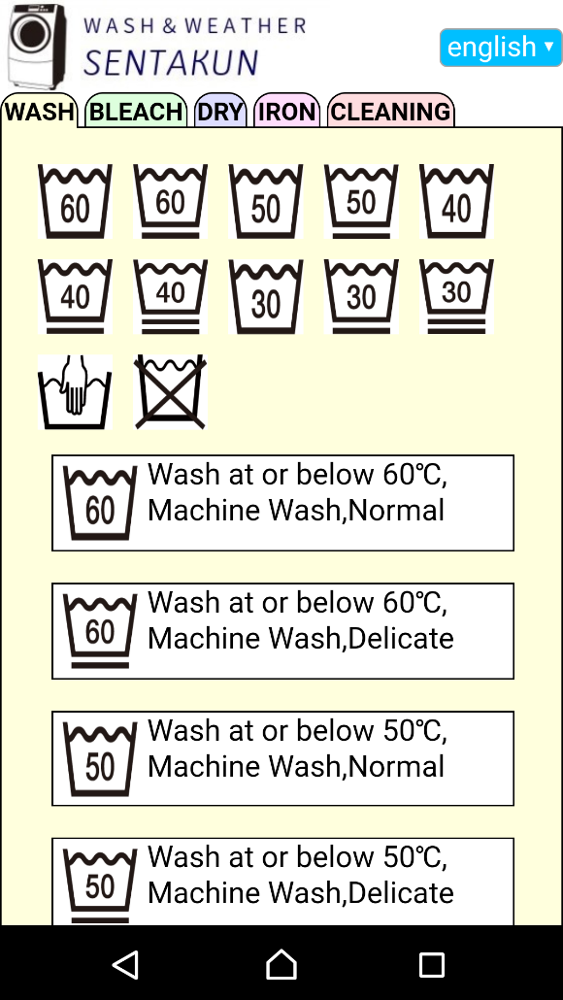 WASH & WEATHER
SENTAKUN
english ▾
WASH BLEACH DRY IRON CLEANING
60 60 50 50 40
40 40 30 30 30
60 Wash at or below 60℃,
Machine Wash,Normal
60 Wash at or below 60℃,
Machine Wash,Delicate
50 Wash at or below 50℃,
Machine Wash,Normal
50 Wash at or below 50℃,
Machine Wash,Delicate